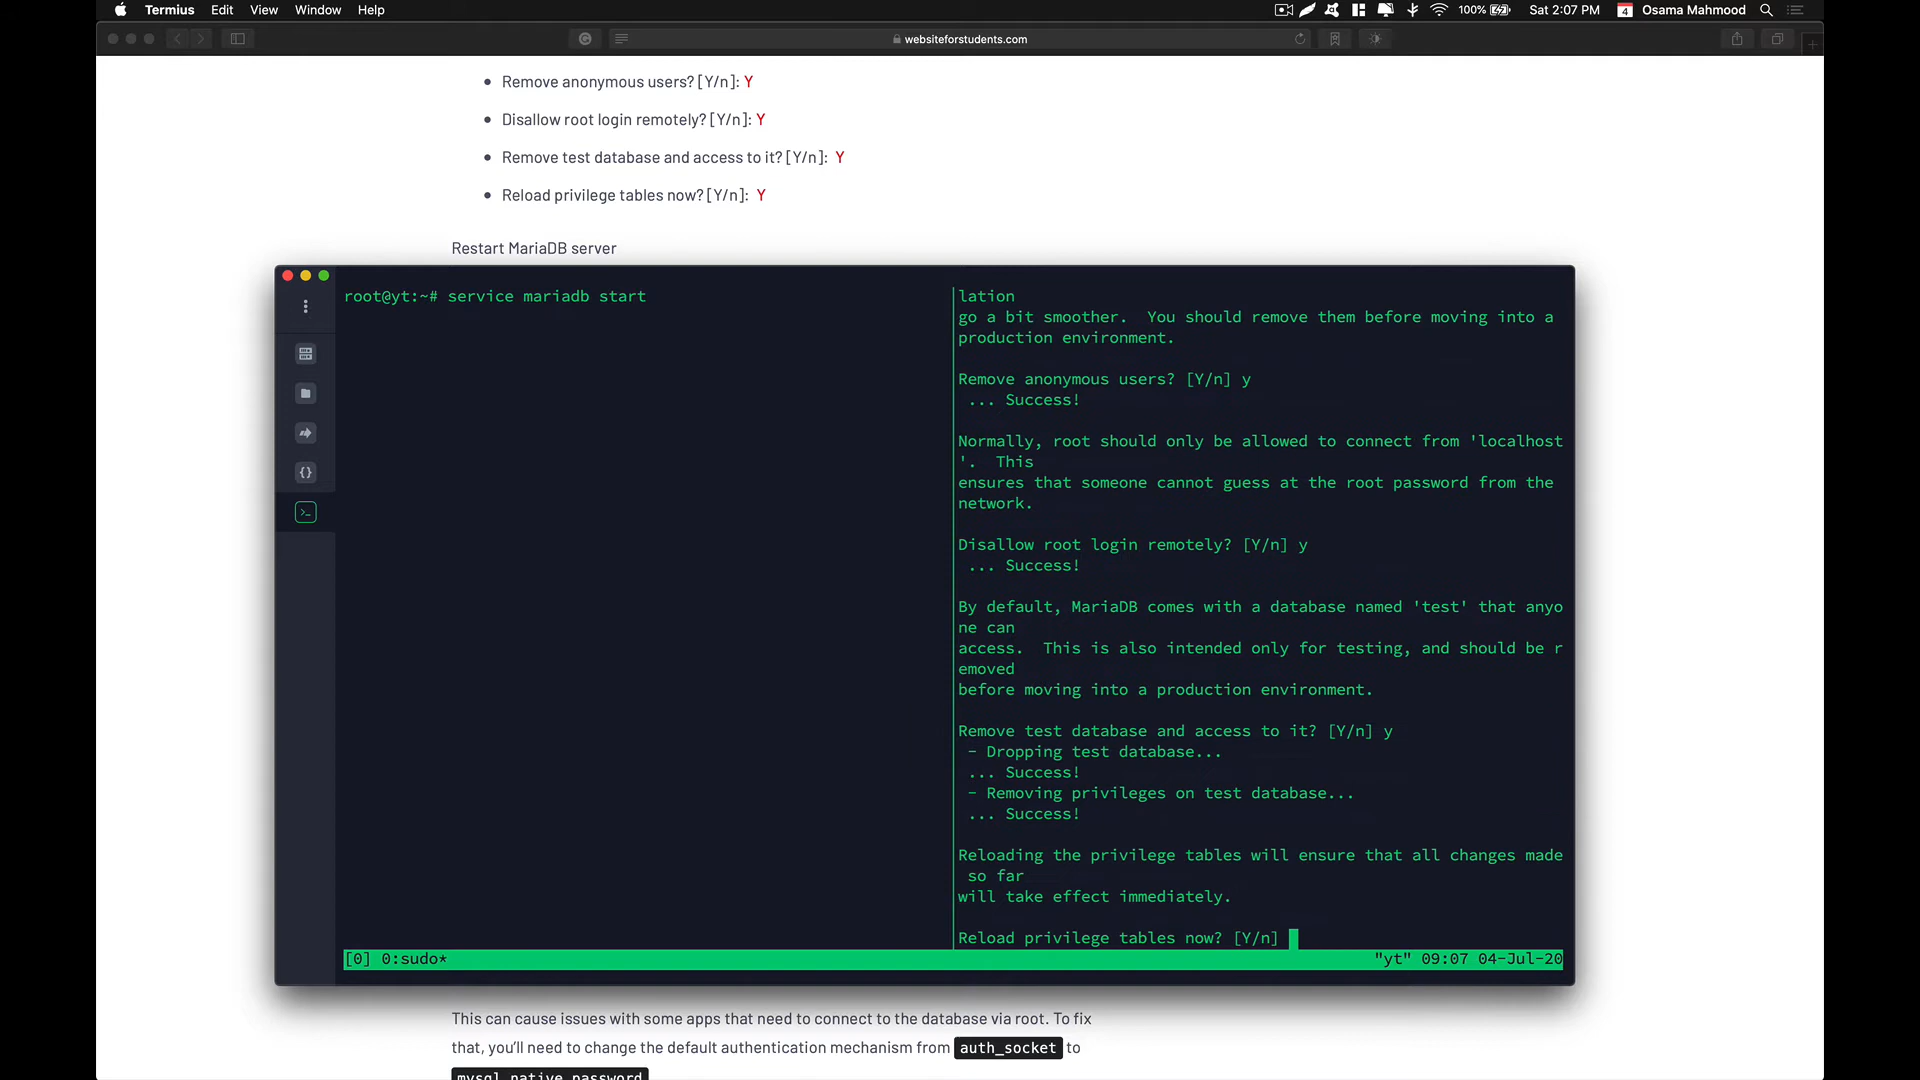 Termius Edit View Window Help 100% Sat 2:07 PM 4 Osama Mahmood
websiteforstudents.com
• Remove anonymous users? [Y/n]: Y
• Disallow root login remotely? [Y/n]: Y
• Remove test database and access to it? [Y/n]: Y
• Reload privilege tables now? [Y/n]: Y
Restart MariaDB server
root@yt:~# service mariadb start
lation
go a bit smoother.  You should remove them before moving into a
production environment.
Remove anonymous users? [Y/n] y
... Success!
Normally, root should only be allowed to connect from 'localhost
'.  This
ensures that someone cannot guess at the root password from the
network.
Disallow root login remotely? [Y/n] y
... Success!
By default, MariaDB comes with a database named 'test' that anyo
ne can
access.  This is also intended only for testing, and should be r
emoved
before moving into a production environment.
Remove test database and access to it? [Y/n] y
- Dropping test database...
... Success!
- Removing privileges on test database...
... Success!
Reloading the privilege tables will ensure that all changes made
so far
will take effect immediately.
Reload privilege tables now? [Y/n]
[0] 0:sudo* "yt" 09:07 04-Jul-20
This can cause issues with some apps that need to connect to the database via root. To fix
that, you'll need to change the default authentication mechanism from auth_socket to
mysql_native_password